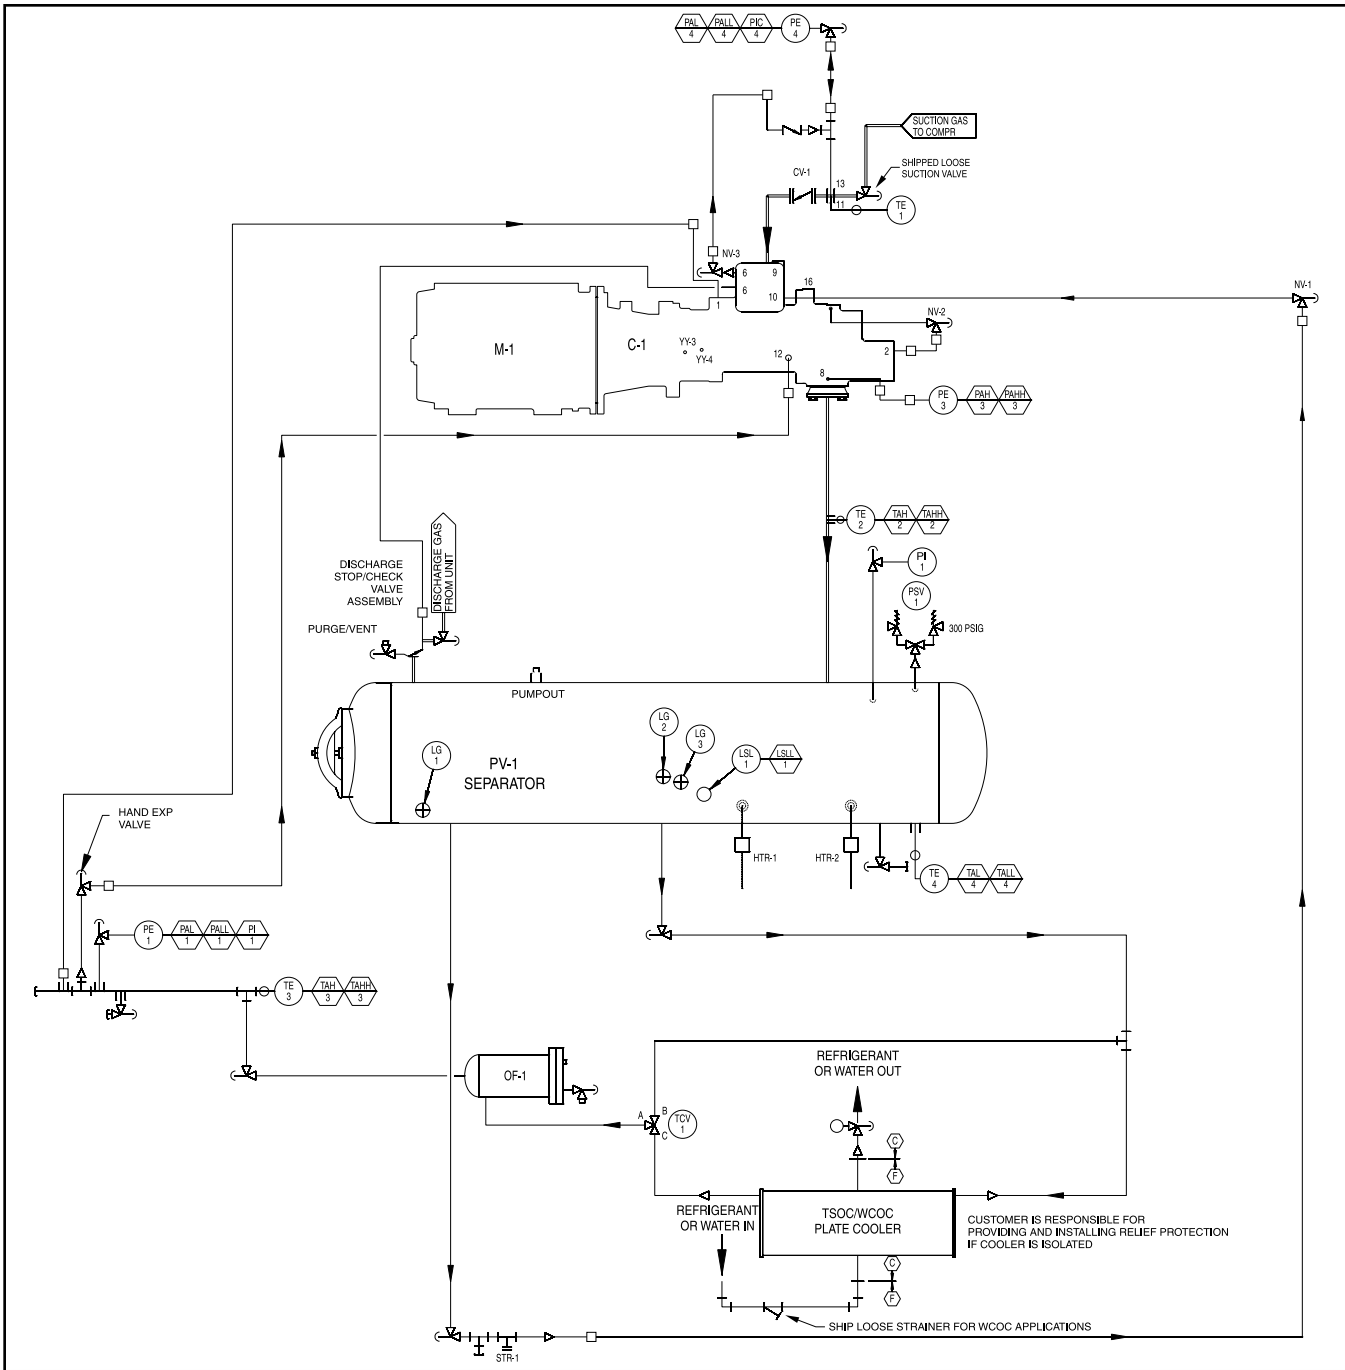 PAL
4
PALL
4
PIC
4
PE
4
SUCTION GAS
TO COMPR
SHIPPED LOOSE
SUCTION VALVE
CV-1
13
11
TE
1
NV-3
6
9
6
10
1
16
NV-1
NV-2
M-1
C-1
YY-3
YY-4
12
2
8
PE
3
PAH
3
PAHH
3
TE
2
TAH
2
TAHH
2
DISCHARGE GAS
FROM UNIT
DISCHARGE
STOP/CHECK
VALVE
ASSEMBLY
PI
1
PSV
1
300 PSIG
PURGE/VENT
PUMPOUT
LG
1
LG
2
LG
3
LSL
1
LSLL
1
PV-1
SEPARATOR
HAND EXP
VALVE
HTR-1
HTR-2
TE
4
TAL
4
TALL
4
PE
1
PAL
1
PALL
1
PI
1
TE
3
TAH
3
TAHH
3
OF-1
REFRIGERANT
OR WATER OUT
A
B
C
TCV
1
C
F
REFRIGERANT
OR WATER IN
TSOC/WCOC
PLATE COOLER
CUSTOMER IS RESPONSIBLE FOR
PROVIDING AND INSTALLING RELIEF PROTECTION
IF COOLER IS ISOLATED
C
F
SHIP LOOSE STRAINER FOR WCOC APPLICATIONS
STR-1